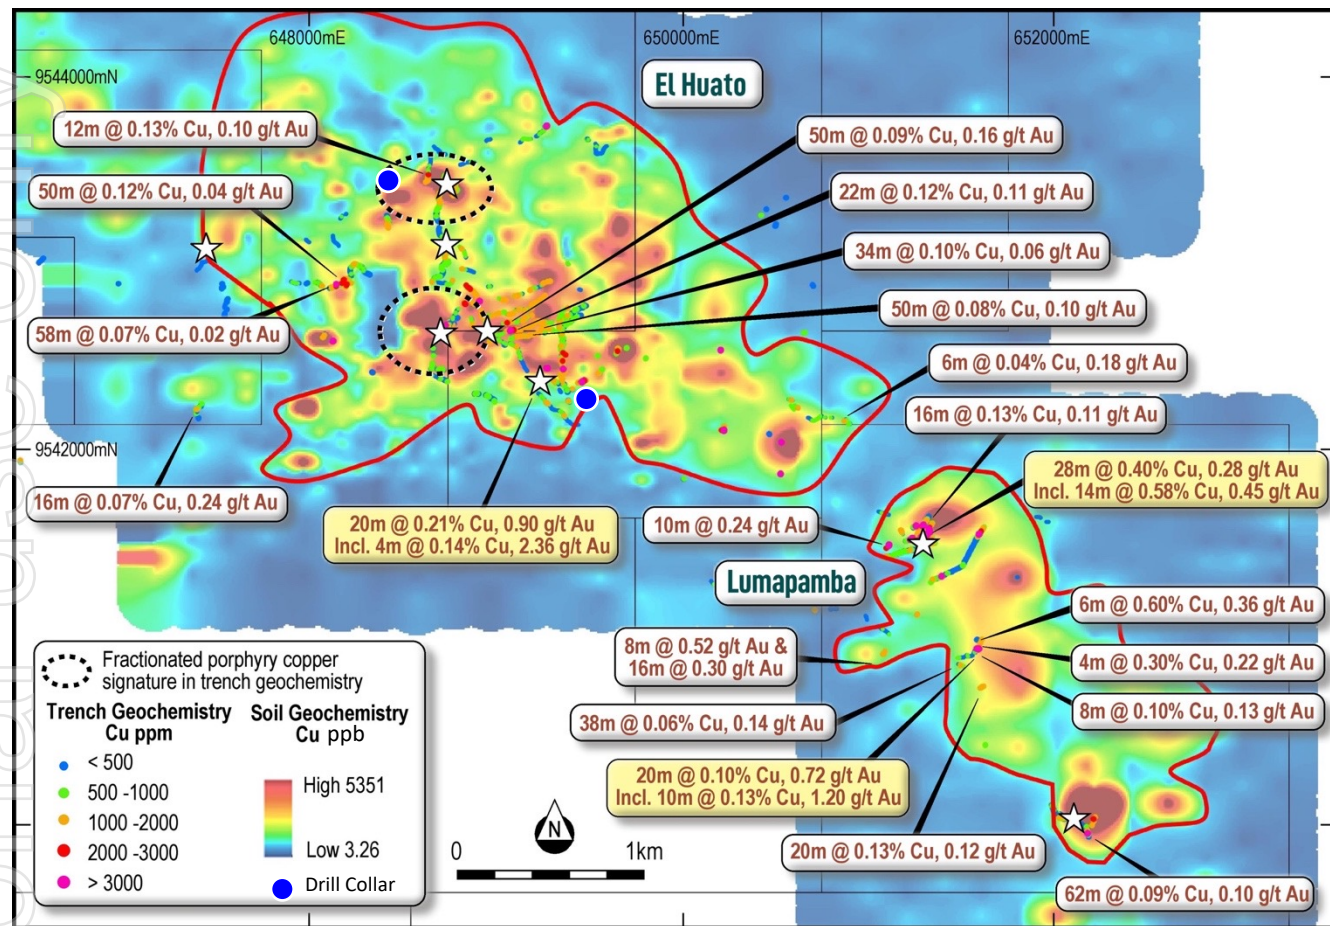 648000mE
650000mE
652000mE
9544000mN
El Huato
12m @ 0.13% Cu, 0.10 g/t Au
50m @ 0.09% Cu, 0.16 g/t Au
50m @ 0.12% Cu, 0.04 g/t Au
22m @ 0.12% Cu, 0.11 g/t Au
34m @ 0.10% Cu, 0.06 g/t Au
50m @ 0.08% Cu, 0.10 g/t Au
58m @ 0.07% Cu, 0.02 g/t Au
6m @ 0.04% Cu, 0.18 g/t Au
16m @ 0.13% Cu, 0.11 g/t Au
9542000mN
28m @ 0.40% Cu, 0.28 g/t Au
Incl. 14m @ 0.58% Cu, 0.45 g/t Au
16m @ 0.07% Cu, 0.24 g/t Au
20m @ 0.21% Cu, 0.90 g/t Au
Incl. 4m @ 0.14% Cu, 2.36 g/t Au
10m @ 0.24 g/t Au
Lumapamba
6m @ 0.60% Cu, 0.36 g/t Au
8m @ 0.52 g/t Au &
16m @ 0.30 g/t Au
4m @ 0.30% Cu, 0.22 g/t Au
8m @ 0.10% Cu, 0.13 g/t Au
38m @ 0.06% Cu, 0.14 g/t Au
20m @ 0.10% Cu, 0.72 g/t Au
Incl. 10m @ 0.13% Cu, 1.20 g/t Au
20m @ 0.13% Cu, 0.12 g/t Au
62m @ 0.09% Cu, 0.10 g/t Au
Fractionated porphyry copper
signature in trench geochemistry
Trench Geochemistry
Cu ppm
< 500
500 -1000
1000 -2000
2000 -3000
> 3000
Soil Geochemistry
Cu ppb
High 5351
Low 3.26
Drill Collar
N
0 1km